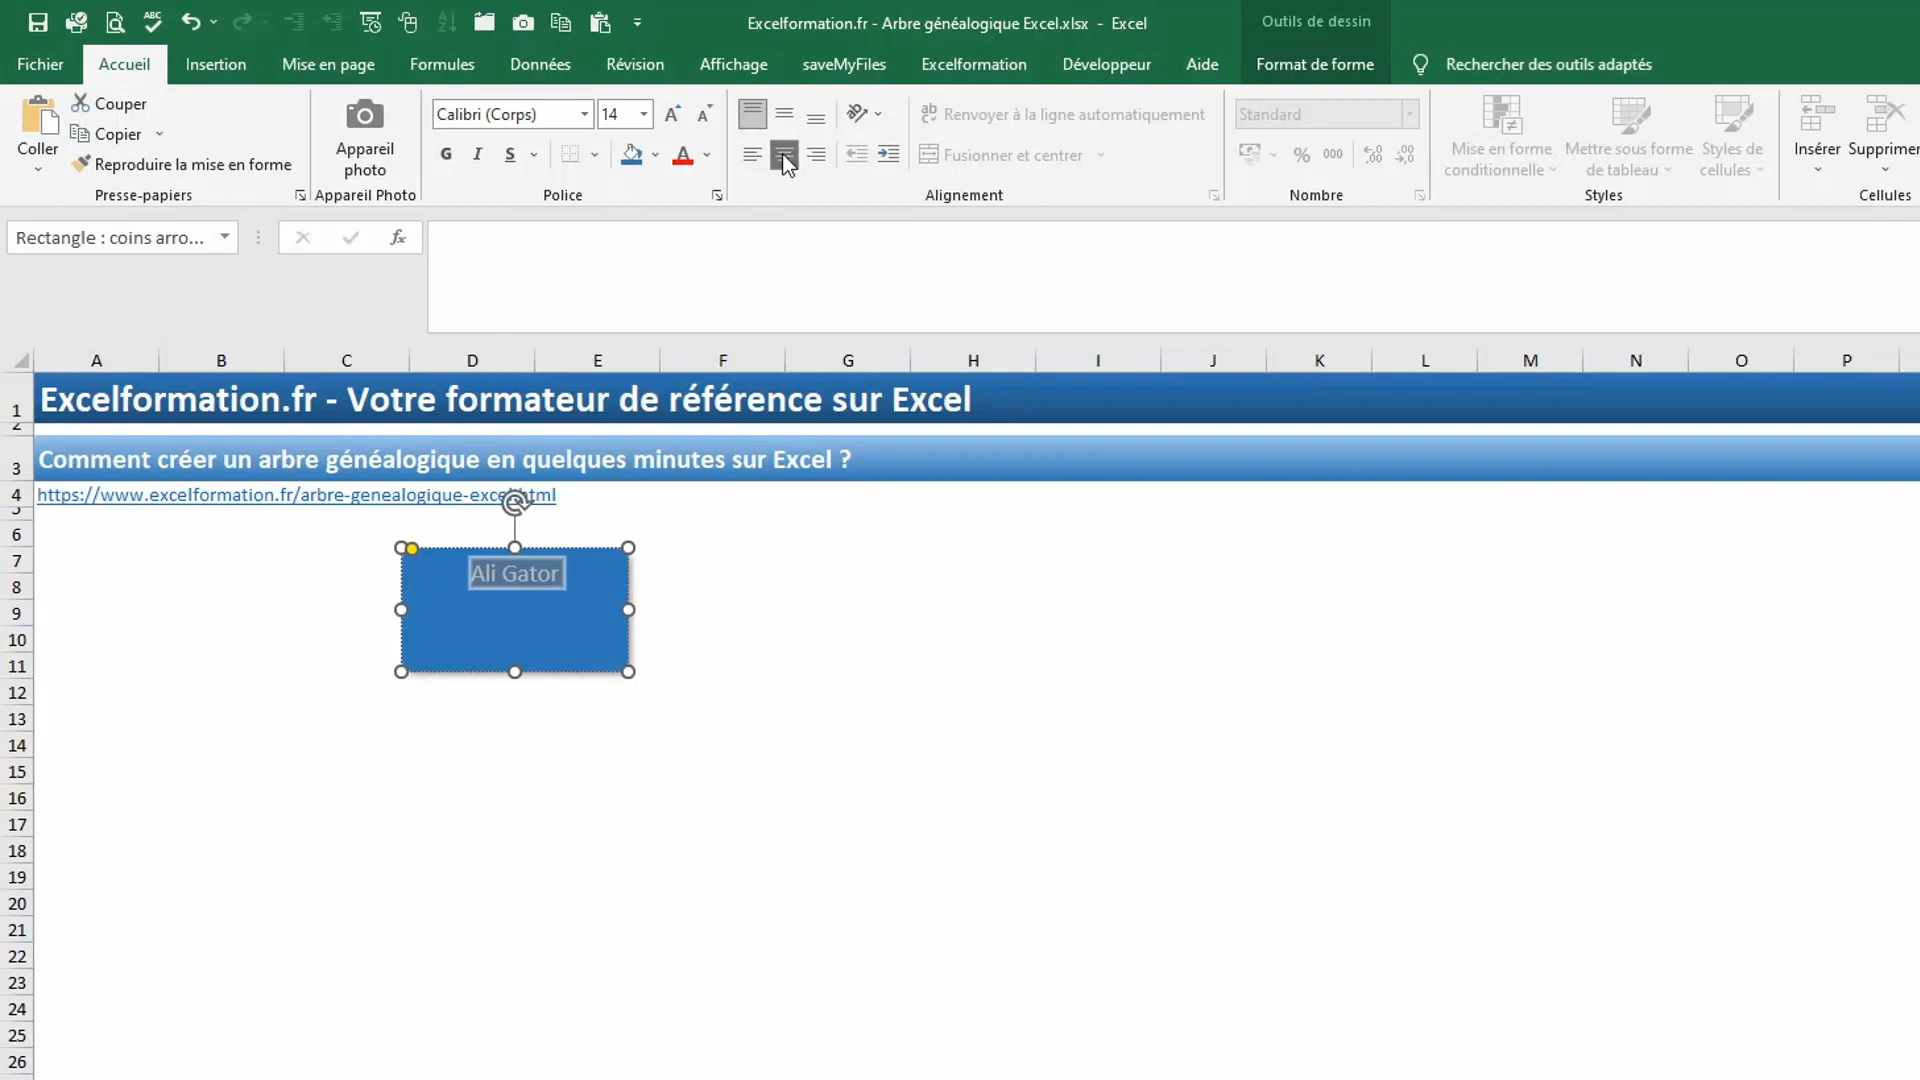 Excelformation.fr - Arbre généalogique Excel.xlsx - Excel
Outils de dessin
Fichier Accueil Insertion Mise en page Formules Données Révision Affichage saveMyFiles Excelformation Développeur Aide Format de forme Rechercher des outils adaptés
Coller
Couper
Copier
Reproduire la mise en forme
Presse-papiers
Appareil
photo
Appareil Photo
Calibri (Corps) 14
G I S
Police
Renvoyer à la ligne automatiquement
Fusionner et centrer
Alignement
Standard
% 000
Nombre
Mise en forme
conditionnelle
Mettre sous forme
de tableau
Styles de
cellules
Styles
Insérer
Supprimer
Cellules
Rectangle : coins arro...
fx
A B C D E F G H I J K L M N O P
1 Excelformation.fr - Votre formateur de référence sur Excel
2
3 Comment créer un arbre généalogique en quelques minutes sur Excel ?
4 https://www.excelformation.fr/arbre-genealogique-excel.html
5
6
7 Ali Gator
8
9
10
11
12
13
14
15
16
17
18
19
20
21
22
23
24
25
26